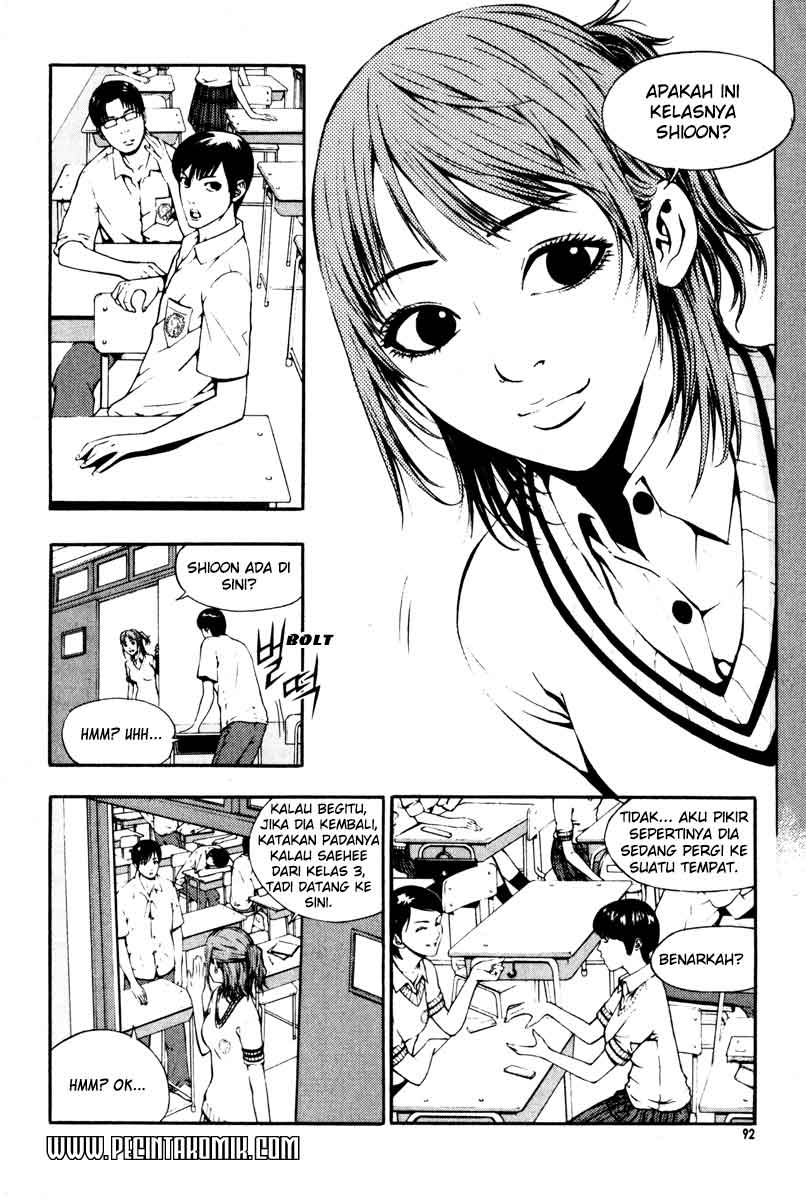 APAKAH INI
KELASNYA
SHIOON?
SHIOON ADA DI
SINI?
벌
떡
BOLT
HMM? UHH...
TIDAK... AKU PIKIR
SEPERTINYA DIA
SEDANG PERGI KE
SUATU TEMPAT.
BENARKAH?
KALAU BEGITU,
JIKA DIA KEMBALI,
KATAKAN PADANYA
KALAU SAEHEE
DARI KELAS 3,
TADI DATANG KE
SINI.
HMM? OK...
92
WWW.PECINTAKOMIK.COM